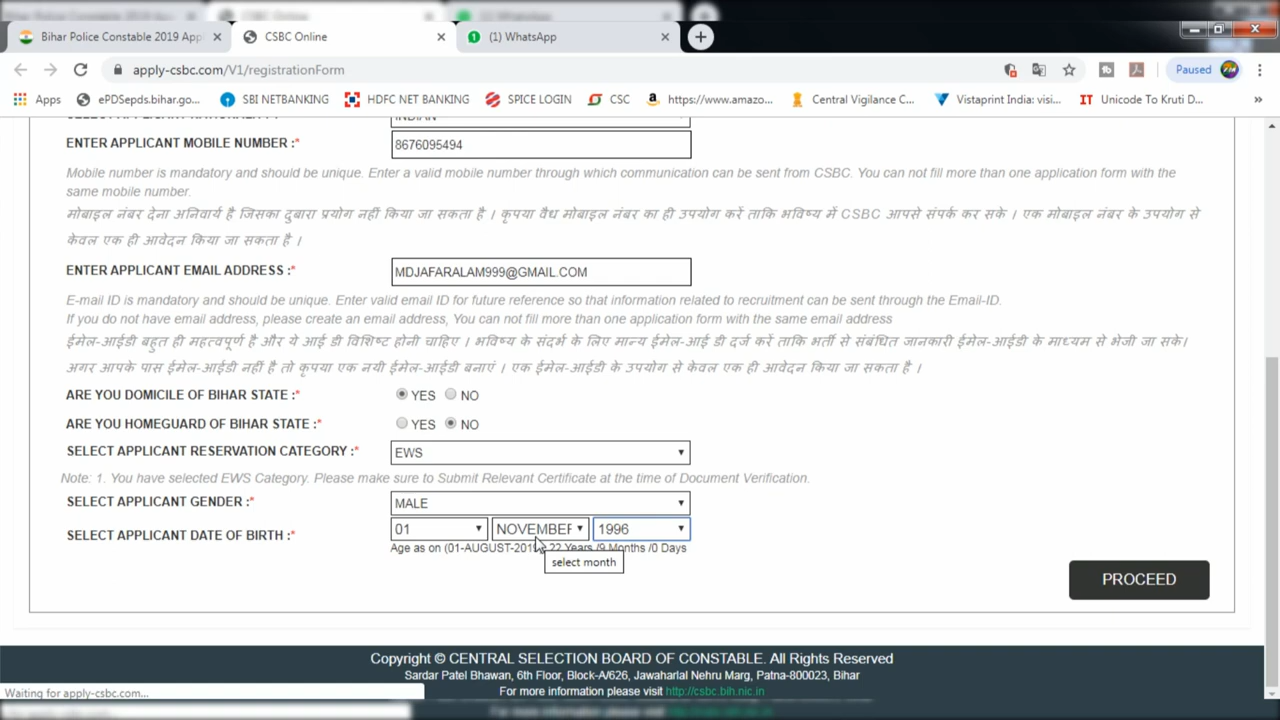 Bihar Police Constable 2019 Appl
CSBC Online
(1) WhatsApp
apply-csbc.com/V1/registrationForm
Paused
Apps
ePDSepds.bihar.go...
SBI NETBANKING
HDFC NET BANKING
SPICE LOGIN
CSC
https://www.amazo...
Central Vigilance C...
Vistaprint India: visi...
Unicode To Kruti D...
»
INDIAN
ENTER APPLICANT MOBILE NUMBER :*
8676095494
Mobile number is mandatory and should be unique. Enter a valid mobile number through which communication can be sent from CSBC. You can not fill more than one application form with the
same mobile number.
मोबाइल नंबर देना अनिवार्य है जिसका दुबारा प्रयोग नहीं किया जा सकता है । कृपया वैध मोबाइल नंबर का ही उपयोग करें ताकि भविष्य में CSBC आपसे संपर्क कर सके । एक मोबाइल नंबर के उपयोग से
केवल एक ही आवेदन किया जा सकता है ।
ENTER APPLICANT EMAIL ADDRESS :*
MDJAFARALAM999@GMAIL.COM
E-mail ID is mandatory and should be unique. Enter valid email ID for future reference so that information related to recruitment can be sent through the Email-ID.
If you do not have email address, please create an email address, You can not fill more than one application form with the same email address
ईमेल-आईडी बहुत ही महत्वपूर्ण है और ये आई डी विशिष्ट होनी चाहिए । भविष्य के संदर्भ के लिए मान्य ईमेल-आई डी दर्ज करें ताकि भर्ती से संबंधित जानकारी ईमेल-आईडी के माध्यम से भेजी जा सके।
अगर आपके पास ईमेल-आईडी नहीं है तो कृपया एक नयी ईमेल-आईडी बनाएं । एक ईमेल-आईडी के उपयोग से केवल एक ही आवेदन किया जा सकता है ।
ARE YOU DOMICILE OF BIHAR STATE :*
YES NO
ARE YOU HOMEGUARD OF BIHAR STATE :*
YES NO
SELECT APPLICANT RESERVATION CATEGORY :*
EWS
Note: 1. You have selected EWS Category. Please make sure to Submit Relevant Certificate at the time of Document Verification.
SELECT APPLICANT GENDER :*
MALE
SELECT APPLICANT DATE OF BIRTH :*
01 NOVEMBER 1996
Age as on (01-AUGUST-2019 22 Years /9 Months /0 Days
select month
PROCEED
Copyright © CENTRAL SELECTION BOARD OF CONSTABLE. All Rights Reserved
Sardar Patel Bhawan, 6th Floor, Block-A/626, Jawaharlal Nehru Marg, Patna-800023, Bihar
For more information please visit http://csbc.bih.nic.in
Waiting for apply-csbc.com...